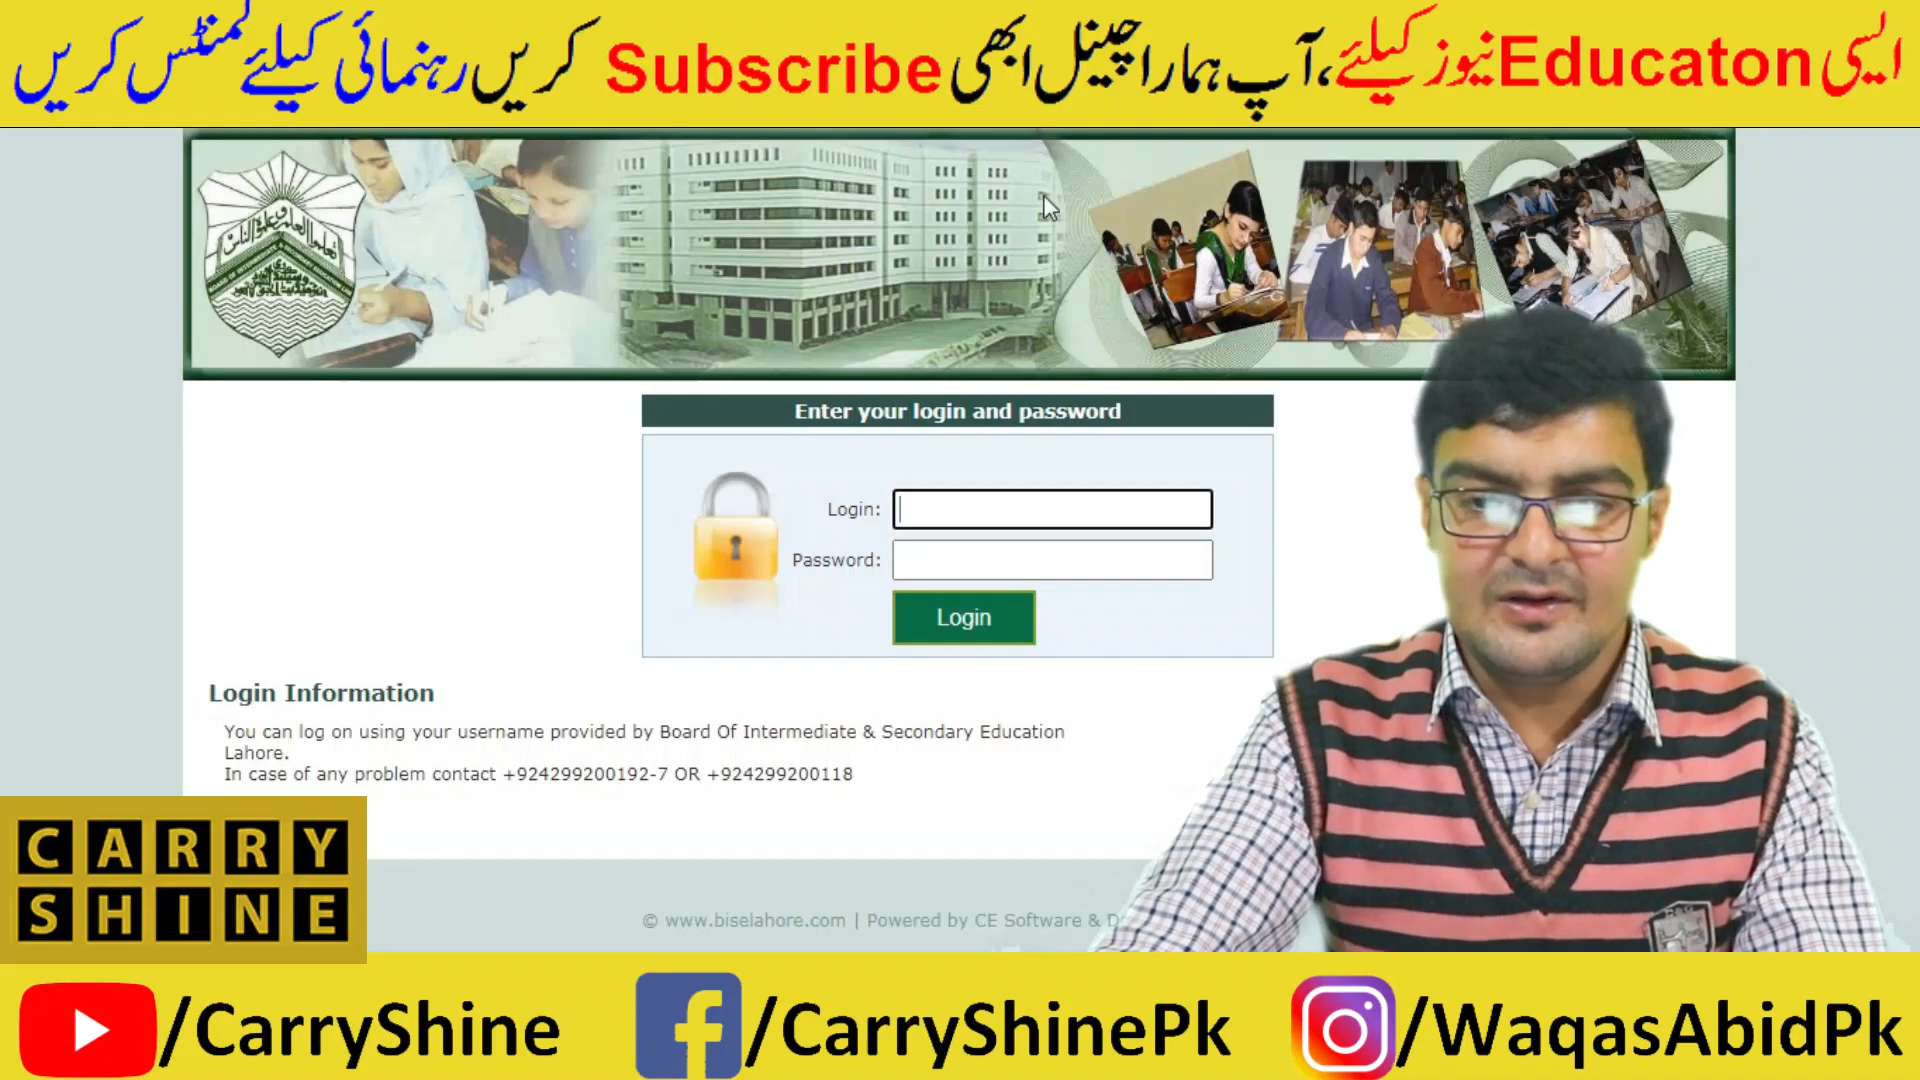 ایسی Educaton نیوز کیلئے، آپ ہمارا چینل ابھی Subscribe کریں رہنمائی کیلئے کمنٹس کریں
Enter your login and password
Login:
Password:
Login
Login Information
You can log on using your username provided by Board Of Intermediate & Secondary Education
Lahore.
In case of any problem contact +924299200192-7 OR +924299200118
CARRY
SHINE
© www.biselahore.com | Powered by CE Software &
/CarryShine
/CarryShinePk
/WaqasAbidPk